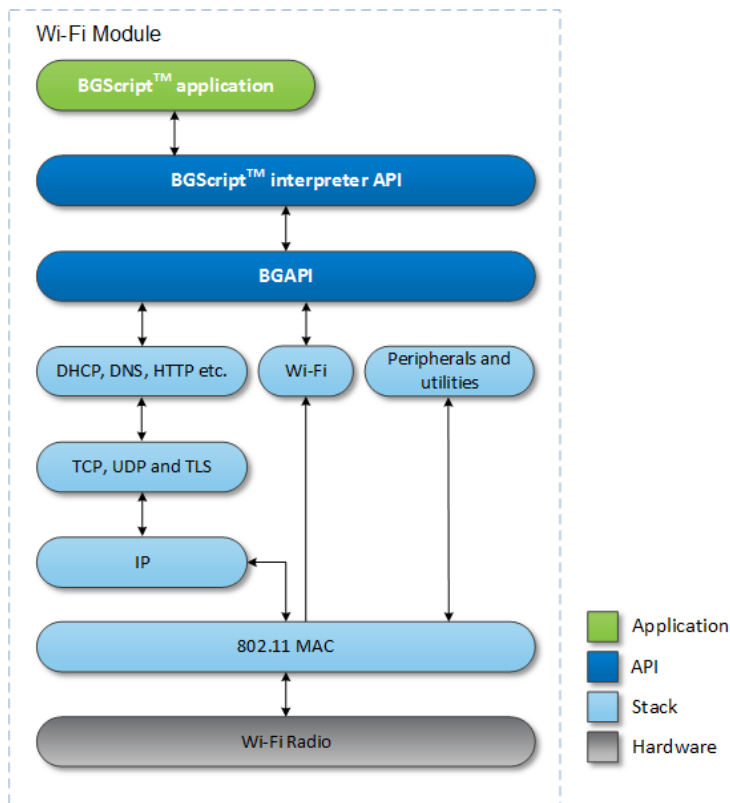 Wi-Fi Module
BGScript™ application
BGScript™ interpreter API
BGAPI
DHCP, DNS, HTTP etc.
Wi-Fi
Peripherals and
utilities
TCP, UDP and TLS
IP
802.11 MAC
Wi-Fi Radio
Application
API
Stack
Hardware